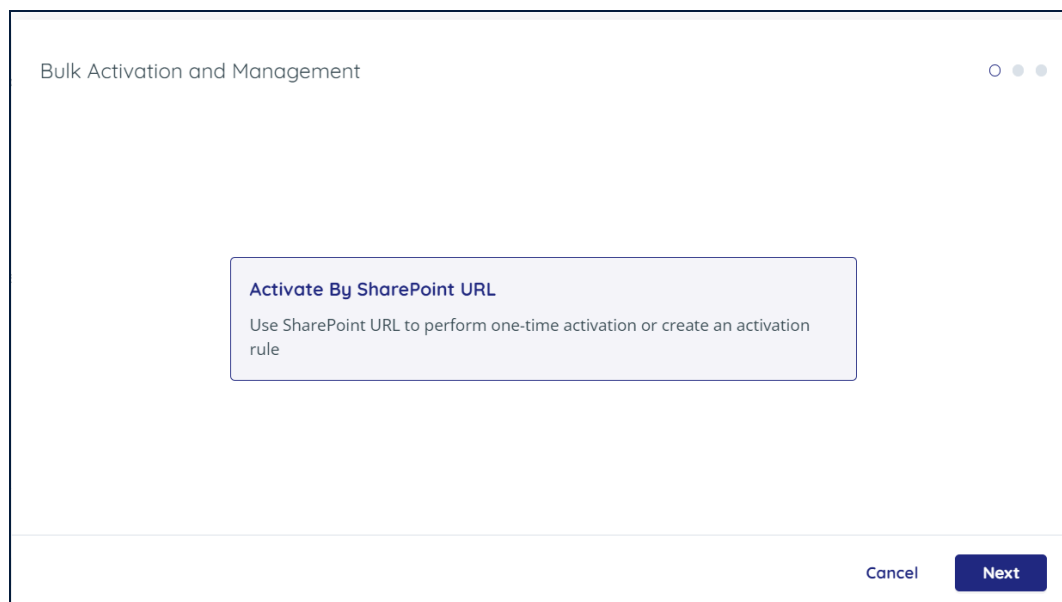 Bulk Activation and Management
Activate By SharePoint URL
Use SharePoint URL to perform one-time activation or create an activation
rule
Cancel
Next